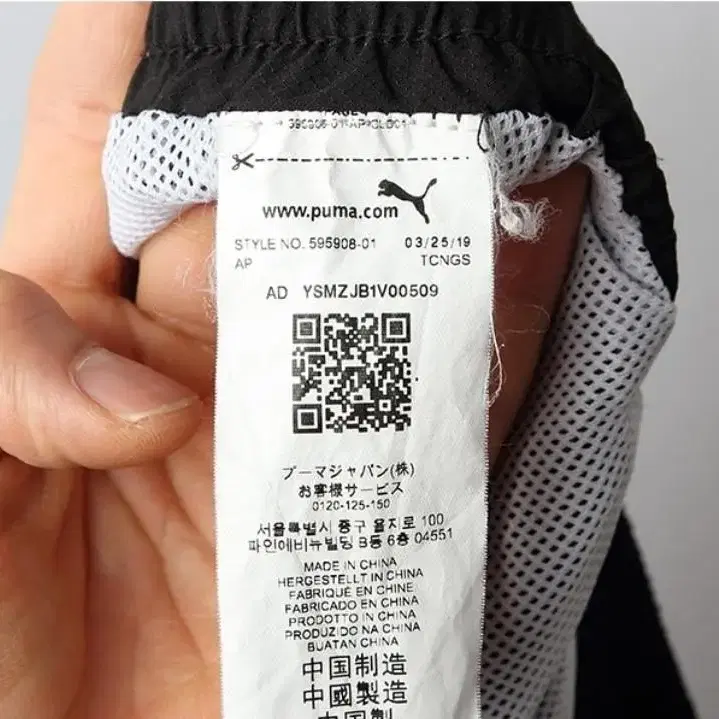 www.puma.com
STYLE NO. 595908-01 03/25/19
AP TCNGS
AD YSMZJB1V00509
プーマジャパン(株)
お客様サービス
0120-125-150
서울특별시 중구 을지로 100
파인에비뉴빌딩 B동 6층 04551
MADE IN CHINA
HERGESTELLT IN CHINA
FABRIQUÉ EN CHINE
FABRICADO EN CHINA
PRODOTTO IN CHINA
PRODUZIDO NA CHINA
BUATAN CHINA
中国制造
中國製造
中国製